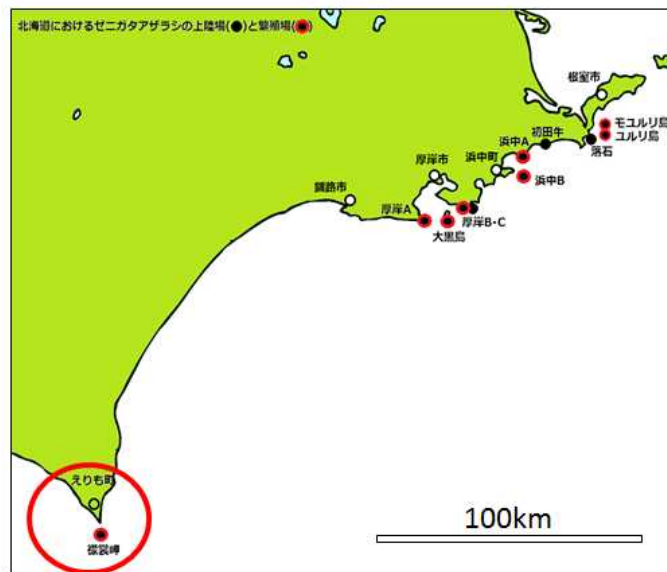 北海道におけるゼニガタアザラシの上陸場(●)と繁殖場(●)
根室市
モユルリ島
ユルリ島
落石
初田牛
浜中A
浜中町
浜中B
厚岸市
釧路市
厚岸A
厚岸B・C
大黒島
えりも町
襟裳岬
100km